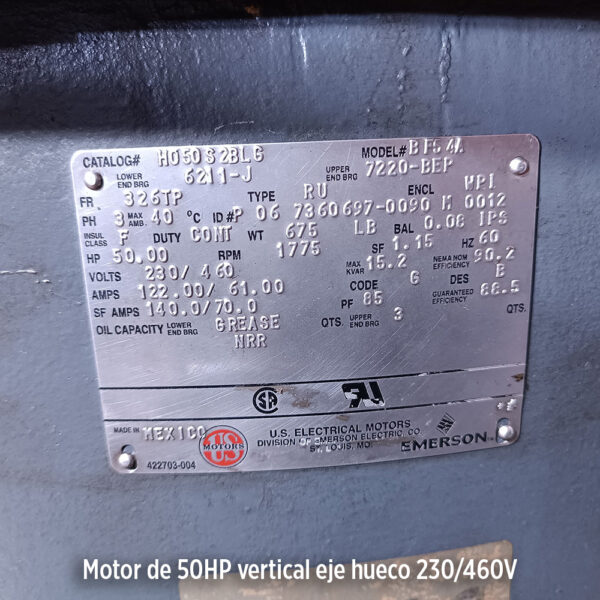 CATALOG# HO50S2BLG MODEL# BF64A
LOWER END BRG 6211-J UPPER END BRG 7220-BEP
FR. 326TP TYPE RU ENCL WPI
PH 3 MAX AMB. 40 °C ID# P 06 7360697-0090 M 0012
INSUL CLASS F DUTY CONT WT 675 LB BAL 0.08 IPS
HP 50.00 RPM 1775 SF 1.15 HZ 60
VOLTS 230/ 460 MAX KVAR 15.2 NEMA NOM EFFICIENCY 90.2
AMPS 122.00/ 61.00 CODE G DES B
SF AMPS 140.0/70.0 PF 85 GUARANTEED EFFICIENCY 88.5
OIL CAPACITY LOWER END BRG GREASE QTS. UPPER END BRG 3 QTS.
NRR
MADE IN MEXICO
US MOTORS
U.S. ELECTRICAL MOTORS
DIVISION OF EMERSON ELECTRIC CO.
ST. LOUIS, MO.
EMERSON
422703-004
Motor de 50HP vertical eje hueco 230/460V